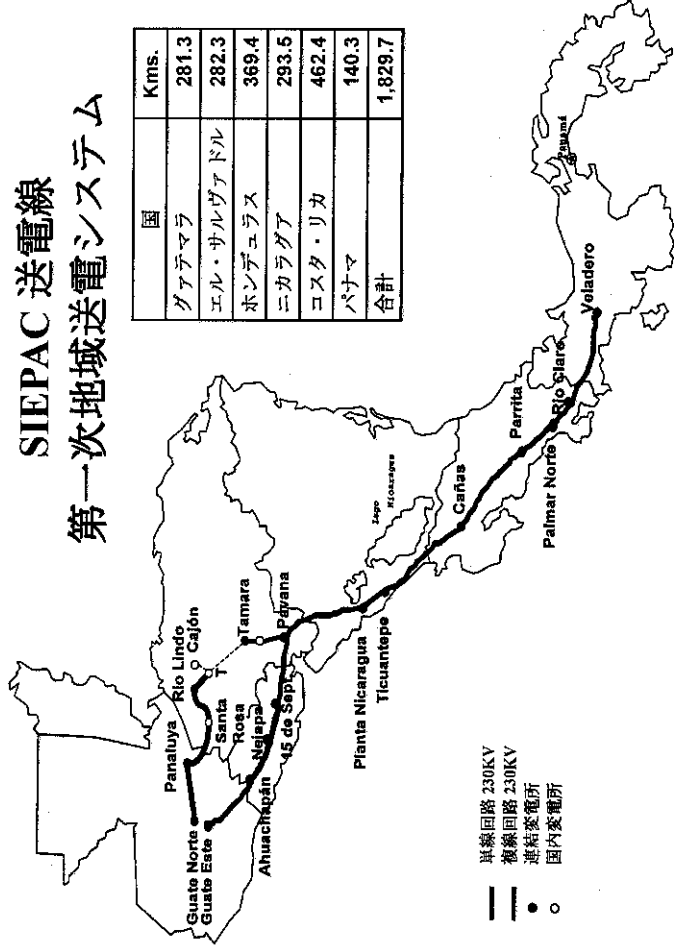 SIEPAC 送電線
第一次地域送電システム
国 Kms.
グァテマラ 281.3
エル・サルヴァドル 282.3
ホンデュラス 369.4
ニカラグア 293.5
コスタ・リカ 462.4
パナマ 140.3
合計 1,829.7
Panaluya
Rio Lindo
Cajón
Guate Norte
Guate Este
T
Tamara
Santa
Rosa
Nejapa
Pavana
15 de Sept.
Ahuachapán
Lago
Nicaragua
Planta Nicaragua
Ticuantepe
Cañas
Parrita
Palmar Norte
Rio Claro
Veladero
Panamá
単線回路 230KV
複線回路 230KV
連結変電所
国内変電所